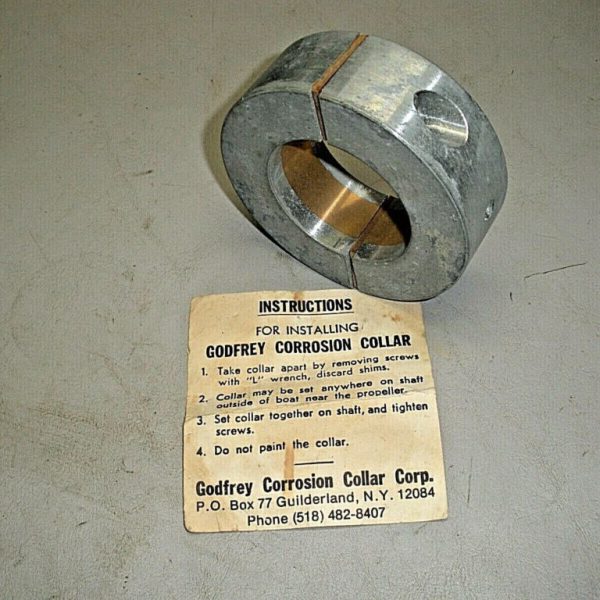 INSTRUCTIONS
FOR INSTALLING
GODFREY CORROSION COLLAR
1. Take collar apart by removing screws
with "L" wrench, discard shims.
2. Collar may be set anywhere on shaft
outside of boat near the propeller.
3. Set collar together on shaft, and tighten
screws.
4. Do not paint the collar.
Godfrey Corrosion Collar Corp.
P.O. Box 77 Guilderland, N.Y. 12084
Phone (518) 482-8407